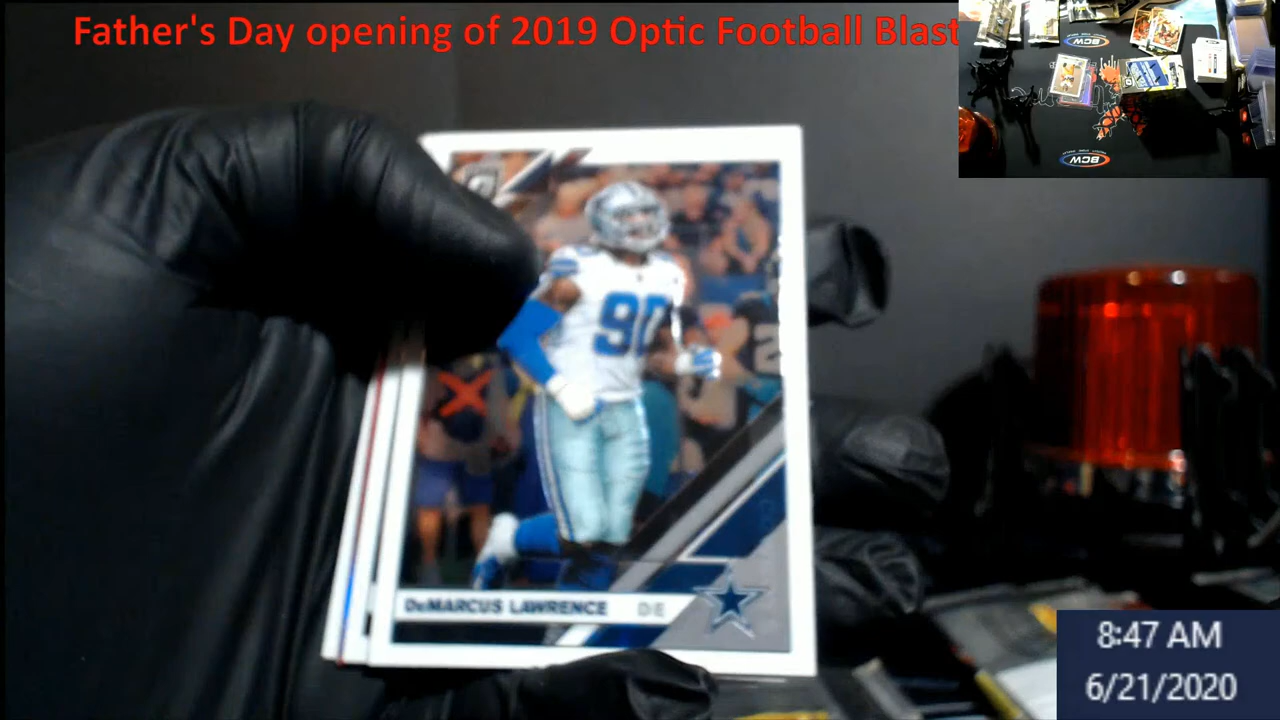 Father's Day opening of 2019 Optic Football Blast
BCW
BCW
90
DeMARCUS LAWRENCE DE
8:47 AM
6/21/2020